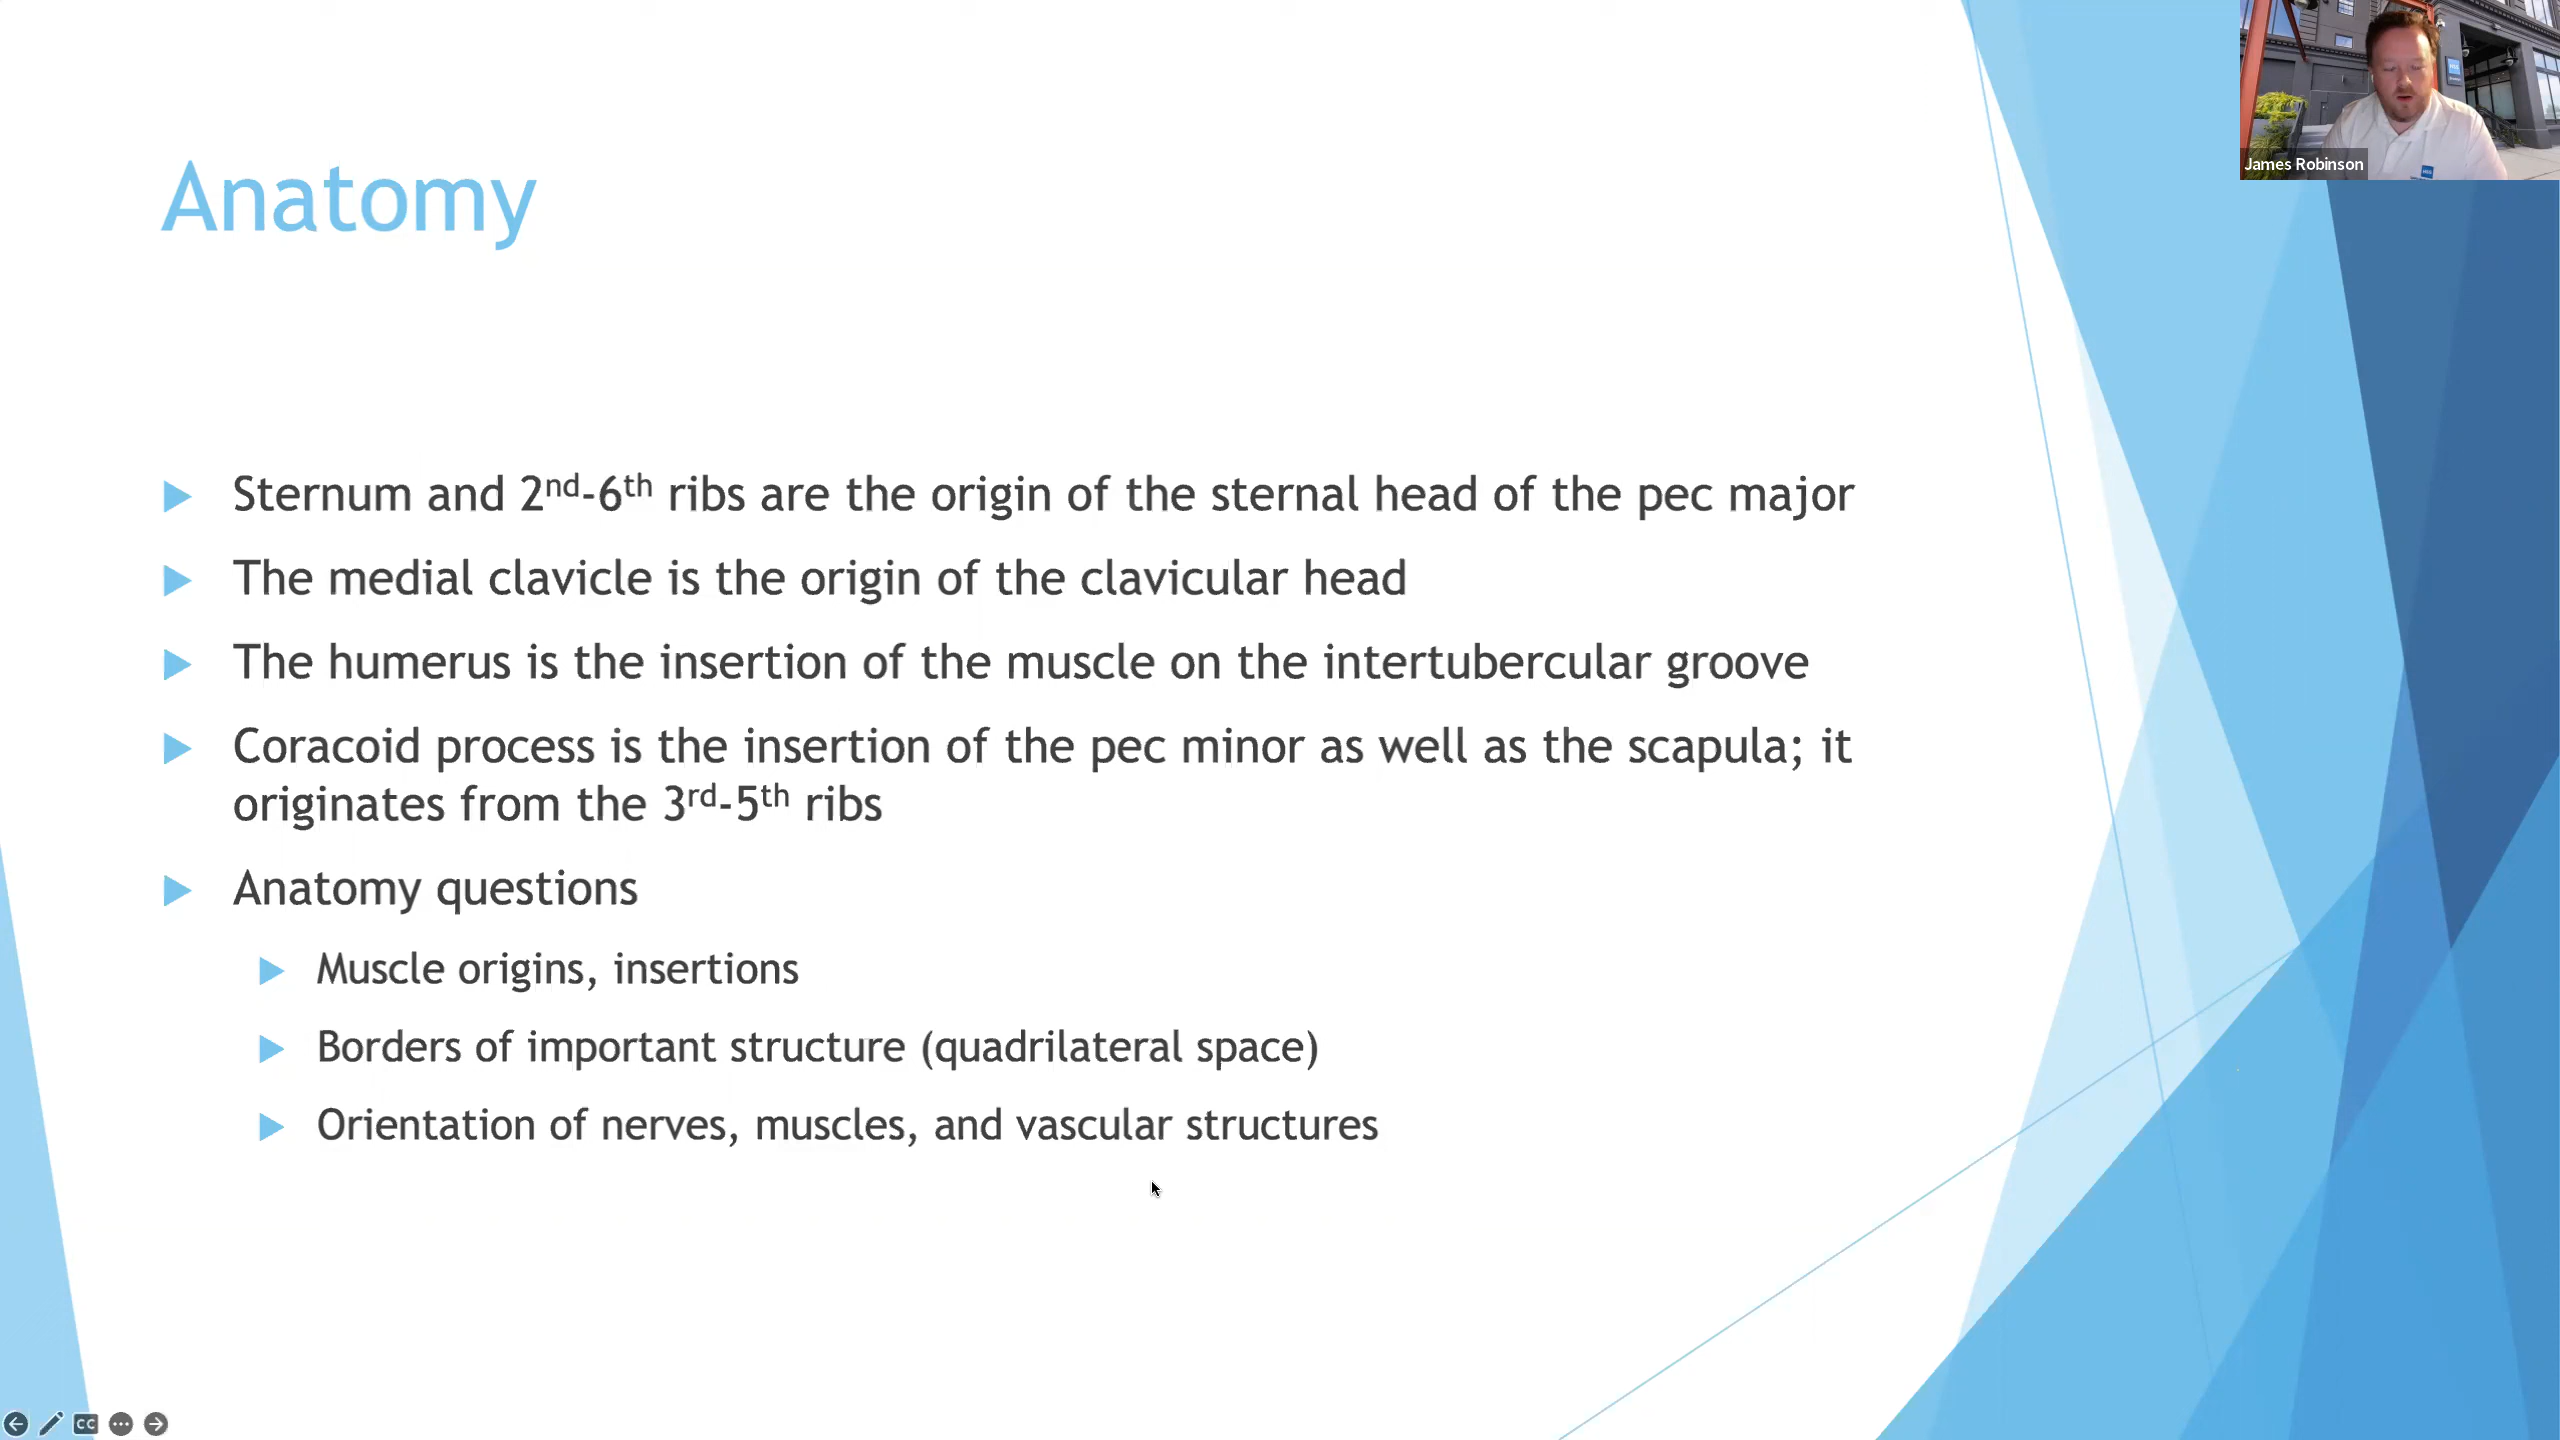 James Robinson
Anatomy
Sternum and 2nd-6th ribs are the origin of the sternal head of the pec major
The medial clavicle is the origin of the clavicular head
The humerus is the insertion of the muscle on the intertubercular groove
Coracoid process is the insertion of the pec minor as well as the scapula; it
originates from the 3rd-5th ribs
Anatomy questions
Muscle origins, insertions
Borders of important structure (quadrilateral space)
Orientation of nerves, muscles, and vascular structures
CC